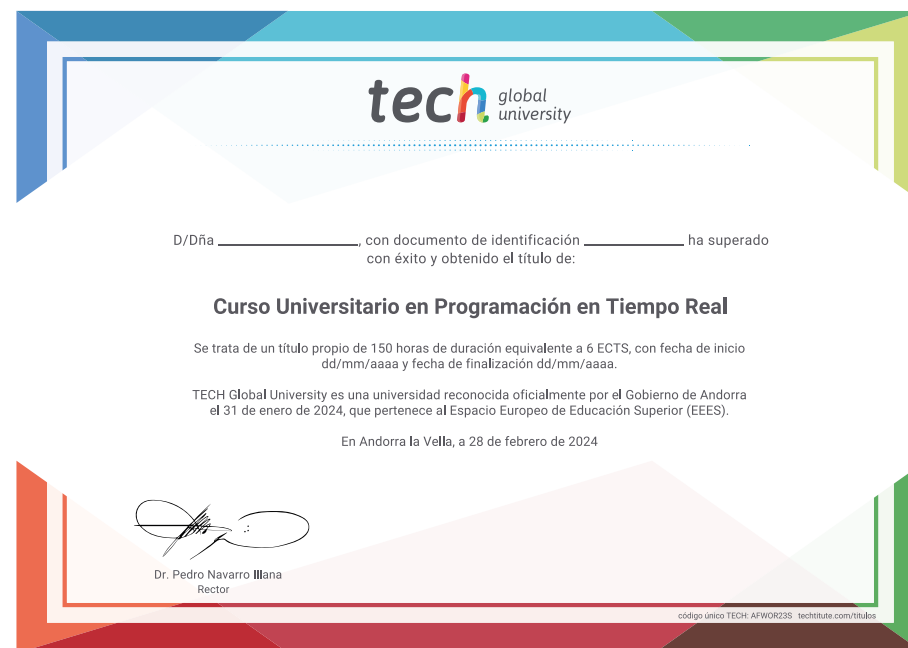 tech global university
D/Dña ____________________, con documento de identificación ______________ ha superado
con éxito y obtenido el título de:
Curso Universitario en Programación en Tiempo Real
Se trata de un título propio de 150 horas de duración equivalente a 6 ECTS, con fecha de inicio
dd/mm/aaaa y fecha de finalización dd/mm/aaaa.
TECH Global University es una universidad reconocida oficialmente por el Gobierno de Andorra
el 31 de enero de 2024, que pertenece al Espacio Europeo de Educación Superior (EEES).
En Andorra la Vella, a 28 de febrero de 2024
Dr. Pedro Navarro Illana
Rector
código único TECH: AFWOR23S techtitute.com/titulos